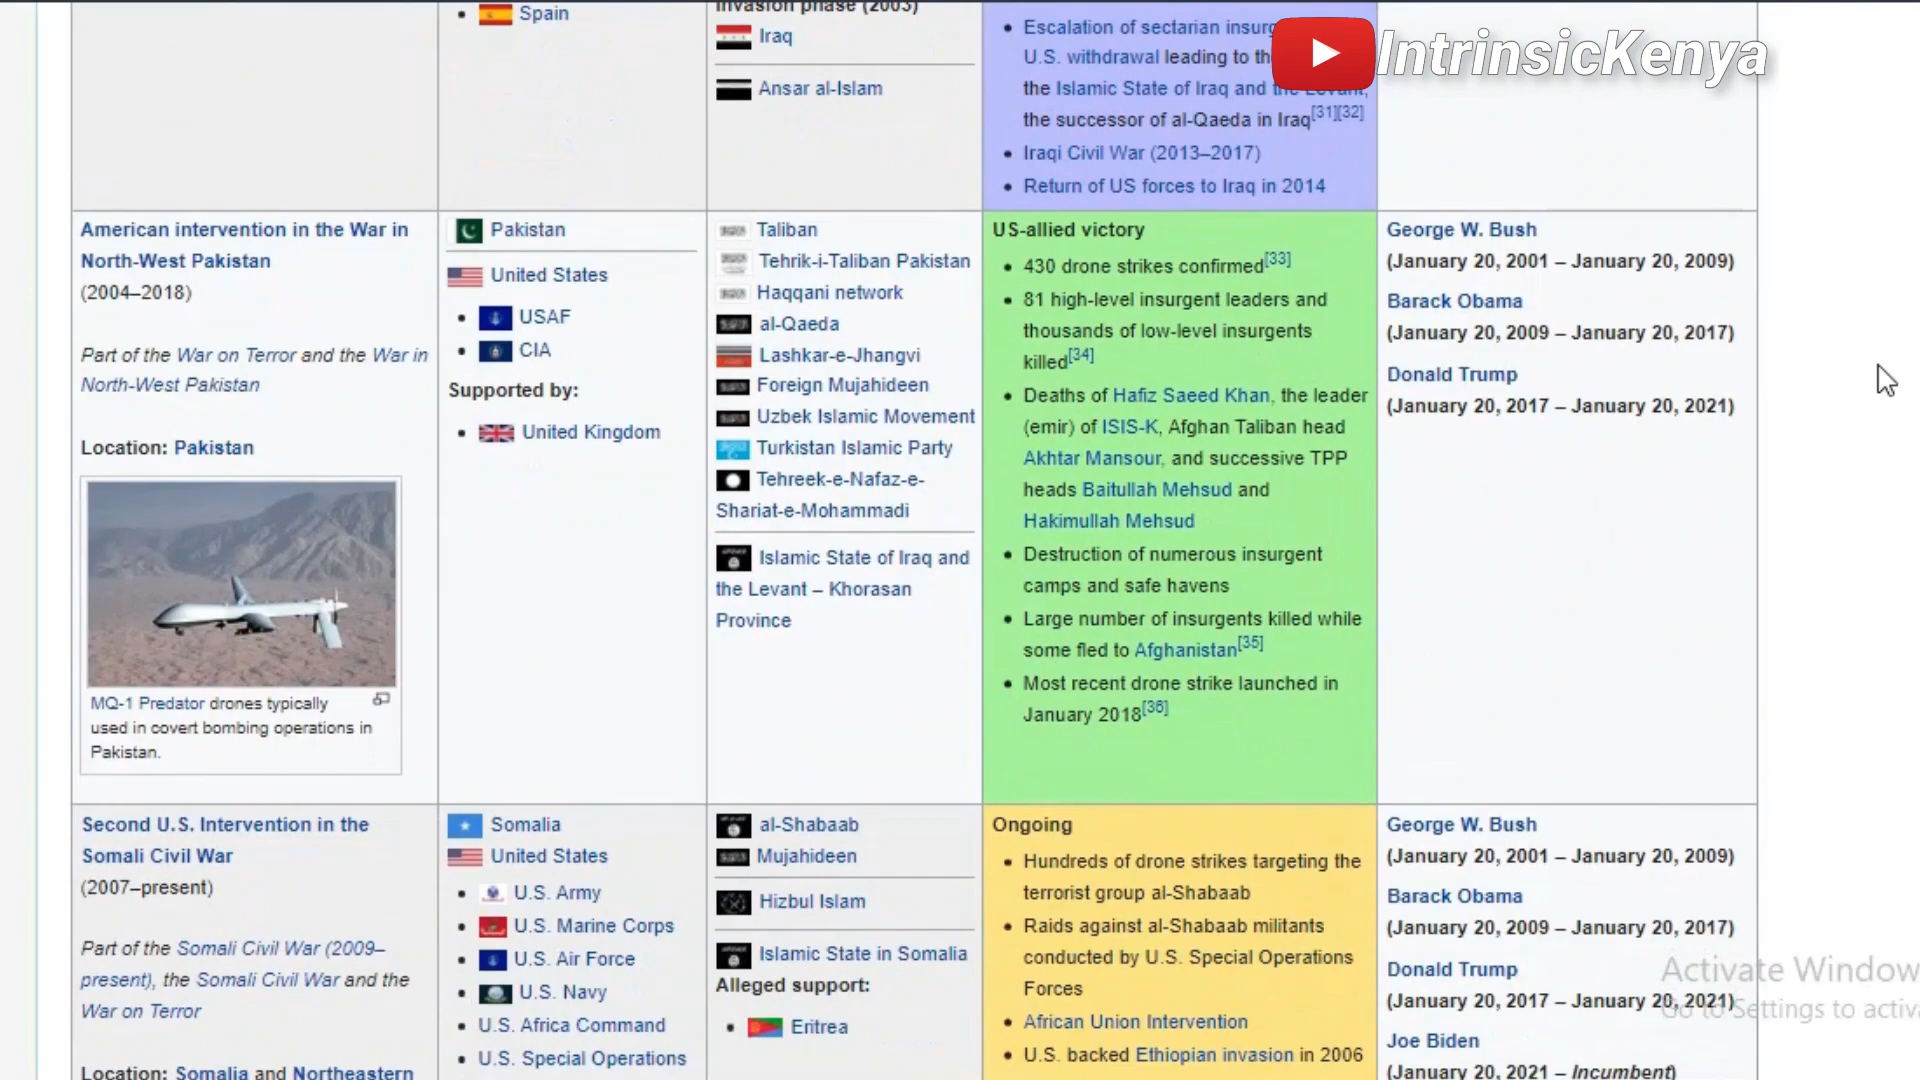 Spain
Invasion phase (2003)
Iraq
Ansar al-Islam
Escalation of sectarian
U.S. withdrawal leading to
the Islamic State of Iraq and the Levant,
the successor of al-Qaeda in Iraq[31][32]
Iraqi Civil War (2013–2017)
Return of US forces to Iraq in 2014
IntrinsicKenya
American intervention in the War in
North-West Pakistan
(2004–2018)
Part of the War on Terror and the War in
North-West Pakistan
Location: Pakistan
MQ-1 Predator drones typically
used in covert bombing operations in
Pakistan.
Pakistan
United States
USAF
CIA
Supported by:
United Kingdom
Taliban
Tehrik-i-Taliban Pakistan
Haqqani network
al-Qaeda
Lashkar-e-Jhangvi
Foreign Mujahideen
Uzbek Islamic Movement
Turkistan Islamic Party
Tehreek-e-Nafaz-e-
Shariat-e-Mohammadi
Islamic State of Iraq and
the Levant – Khorasan
Province
US-allied victory
430 drone strikes confirmed[33]
81 high-level insurgent leaders and
thousands of low-level insurgents
killed[34]
Deaths of Hafiz Saeed Khan, the leader
(emir) of ISIS-K, Afghan Taliban head
Akhtar Mansour, and successive TPP
heads Baitullah Mehsud and
Hakimullah Mehsud
Destruction of numerous insurgent
camps and safe havens
Large number of insurgents killed while
some fled to Afghanistan[35]
Most recent drone strike launched in
January 2018[36]
George W. Bush
(January 20, 2001 – January 20, 2009)
Barack Obama
(January 20, 2009 – January 20, 2017)
Donald Trump
(January 20, 2017 – January 20, 2021)
Second U.S. Intervention in the
Somali Civil War
(2007–present)
Part of the Somali Civil War (2009–
present), the Somali Civil War and the
War on Terror
Location: Somalia and Northeastern
Somalia
United States
U.S. Army
U.S. Marine Corps
U.S. Air Force
U.S. Navy
U.S. Africa Command
U.S. Special Operations
al-Shabaab
Mujahideen
Hizbul Islam
Islamic State in Somalia
Alleged support:
Eritrea
Ongoing
Hundreds of drone strikes targeting the
terrorist group al-Shabaab
Raids against al-Shabaab militants
conducted by U.S. Special Operations
Forces
African Union Intervention
U.S. backed Ethiopian invasion in 2006
George W. Bush
(January 20, 2001 – January 20, 2009)
Barack Obama
(January 20, 2009 – January 20, 2017)
Donald Trump
(January 20, 2017 – January 20, 2021)
Joe Biden
(January 20, 2021 – Incumbent)
Activate Window
Go to Settings to activa